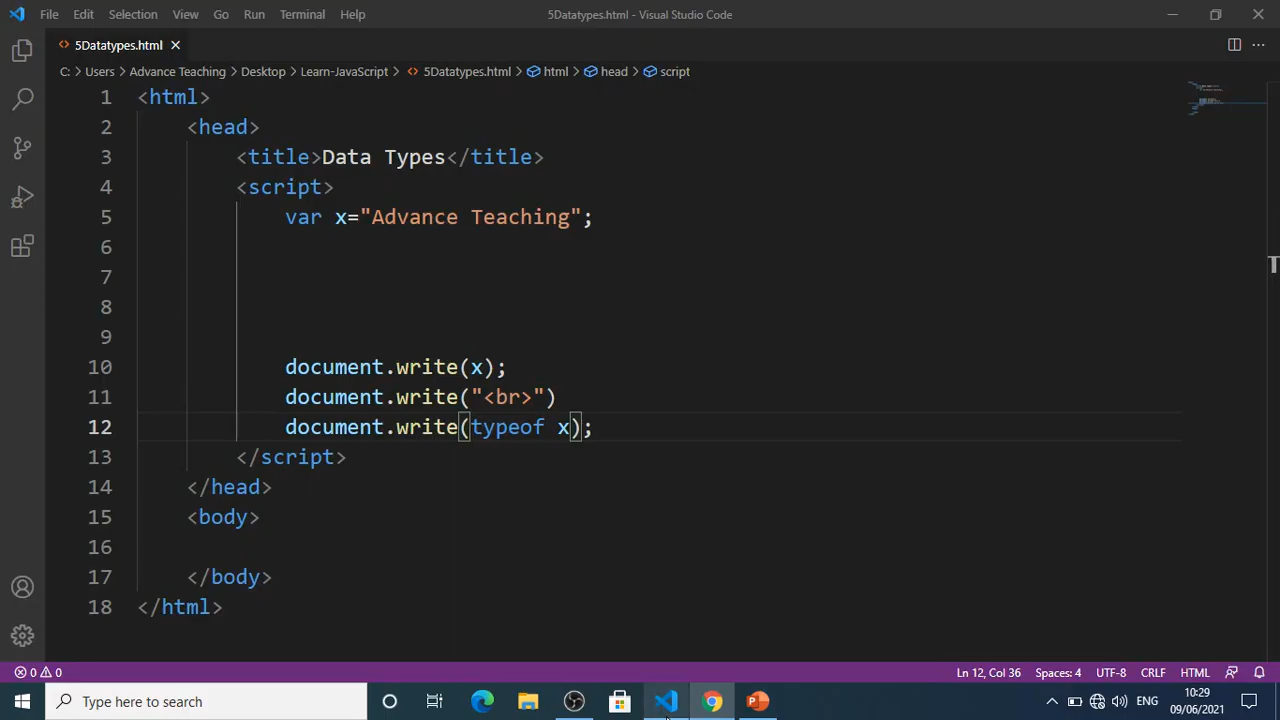 File Edit Selection View Go Run Terminal Help 5Datatypes.html - Visual Studio Code
5Datatypes.html
C: > Users > Advance Teaching > Desktop > Learn-JavaScript > 5Datatypes.html > html > head > script
1 <html>
2 <head>
3 <title>Data Types</title>
4 <script>
5 var x="Advance Teaching";
6
7
8
9
10 document.write(x);
11 document.write("<br>")
12 document.write(typeof x);
13 </script>
14 </head>
15 <body>
16
17 </body>
18 </html>
0 0 Ln 12, Col 36 Spaces: 4 UTF-8 CRLF HTML
Type here to search ENG 10:29
09/06/2021